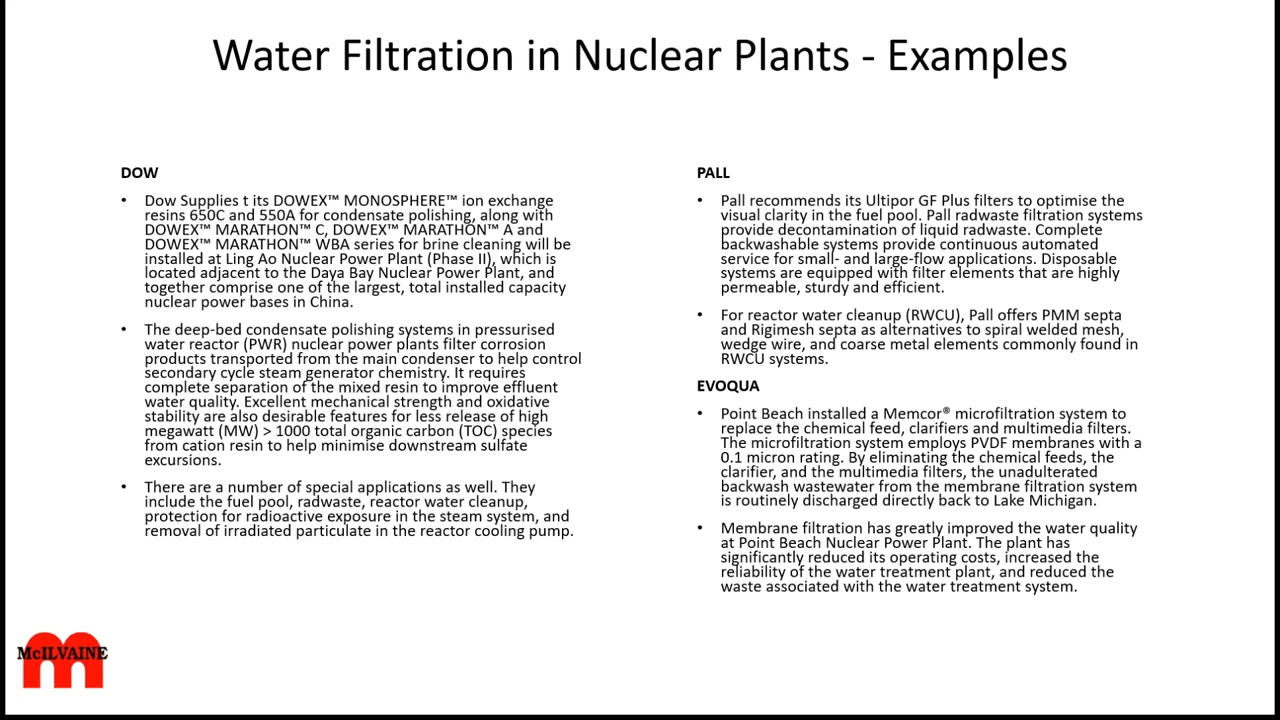 Water Filtration in Nuclear Plants - Examples
DOW
• Dow Supplies t its DOWEX™ MONOSPHERE™ ion exchange
resins 650C and 550A for condensate polishing, along with
DOWEX™ MARATHON™ C, DOWEX™ MARATHON™ A and
DOWEX™ MARATHON™ WBA series for brine cleaning will be
installed at Ling Ao Nuclear Power Plant (Phase II), which is
located adjacent to the Daya Bay Nuclear Power Plant, and
together comprise one of the largest, total installed capacity
nuclear power bases in China.
• The deep-bed condensate polishing systems in pressurised
water reactor (PWR) nuclear power plants filter corrosion
products transported from the main condenser to help control
secondary cycle steam generator chemistry. It requires
complete separation of the mixed resin to improve effluent
water quality. Excellent mechanical strength and oxidative
stability are also desirable features for less release of high
megawatt (MW) > 1000 total organic carbon (TOC) species
from cation resin to help minimise downstream sulfate
excursions.
• There are a number of special applications as well. They
include the fuel pool, radwaste, reactor water cleanup,
protection for radioactive exposure in the steam system, and
removal of irradiated particulate in the reactor cooling pump.
PALL
• Pall recommends its Ultipor GF Plus filters to optimise the
visual clarity in the fuel pool. Pall radwaste filtration systems
provide decontamination of liquid radwaste. Complete
backwashable systems provide continuous automated
service for small- and large-flow applications. Disposable
systems are equipped with filter elements that are highly
permeable, sturdy and efficient.
• For reactor water cleanup (RWCU), Pall offers PMM septa
and Rigimesh septa as alternatives to spiral welded mesh,
wedge wire, and coarse metal elements commonly found in
RWCU systems.
EVOQUA
• Point Beach installed a Memcor® microfiltration system to
replace the chemical feed, clarifiers and multimedia filters.
The microfiltration system employs PVDF membranes with a
0.1 micron rating. By eliminating the chemical feeds, the
clarifier, and the multimedia filters, the unadulterated
backwash wastewater from the membrane filtration system
is routinely discharged directly back to Lake Michigan.
• Membrane filtration has greatly improved the water quality
at Point Beach Nuclear Power Plant. The plant has
significantly reduced its operating costs, increased the
reliability of the water treatment plant, and reduced the
waste associated with the water treatment system.
McILVAINE